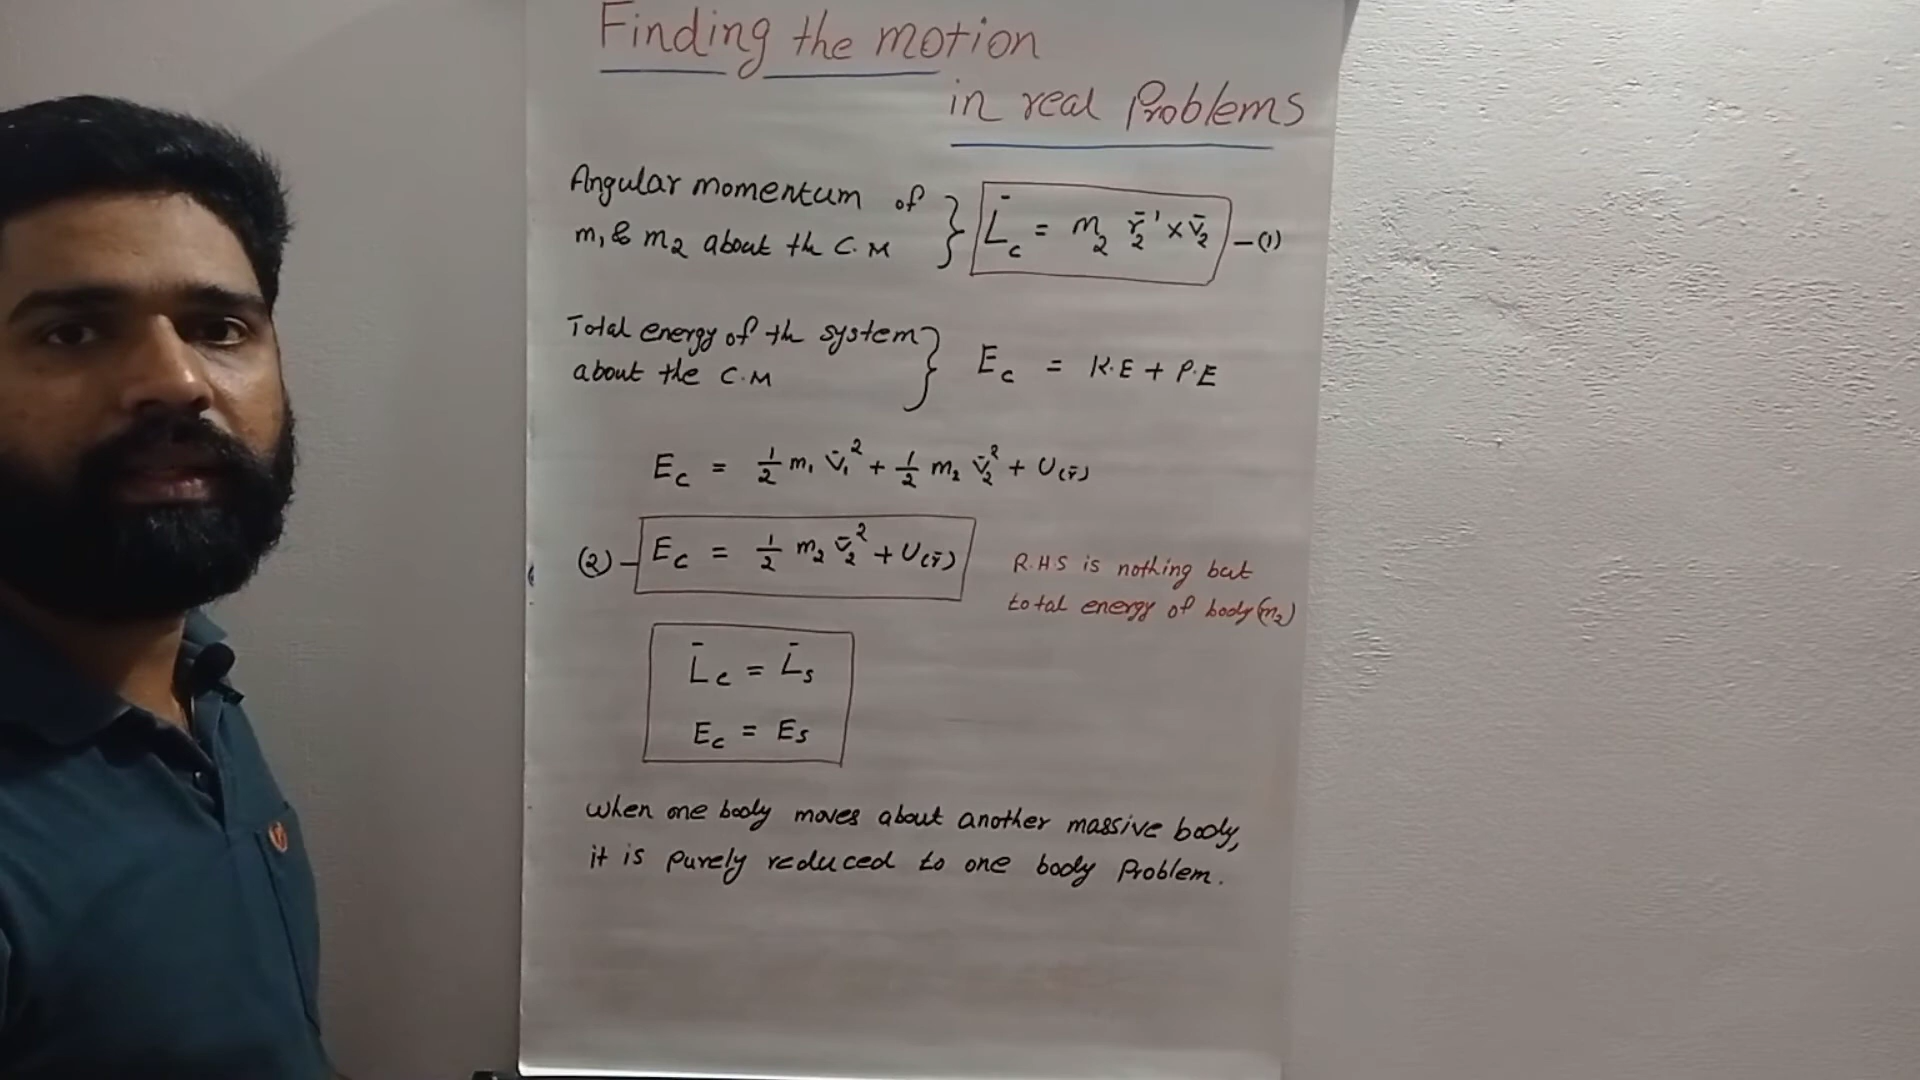 Finding the motion
in real Problems
Angular momentum of
m₁ & m₂ about the C.M } L̄c = m₂ r̄₂' × v̄₂ – (1)
Total energy of the system
about the C.M } Ec = K.E + P.E
Ec = 1/2 m₁ v̄₁² + 1/2 m₂ v̄₂² + U(r̄)
(2) – Ec = 1/2 m₂ v̄₂² + U(r̄)
R.H.S is nothing but
total energy of body (m₂)
L̄c = L̄s
Ec = Es
When one body moves about another massive body,
it is purely reduced to one body Problem.